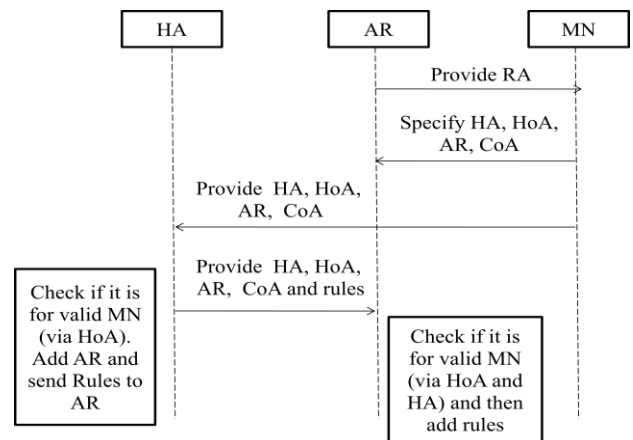 HA
AR
MN
Provide RA
Specify HA, HoA,
AR, CoA
Provide HA, HoA,
AR, CoA
Provide HA, HoA,
AR, CoA and rules
Check if it is
for valid MN
(via HoA).
Add AR and
send Rules to
AR
Check if it is
for valid MN
(via HoA and
HA) and then
add rules